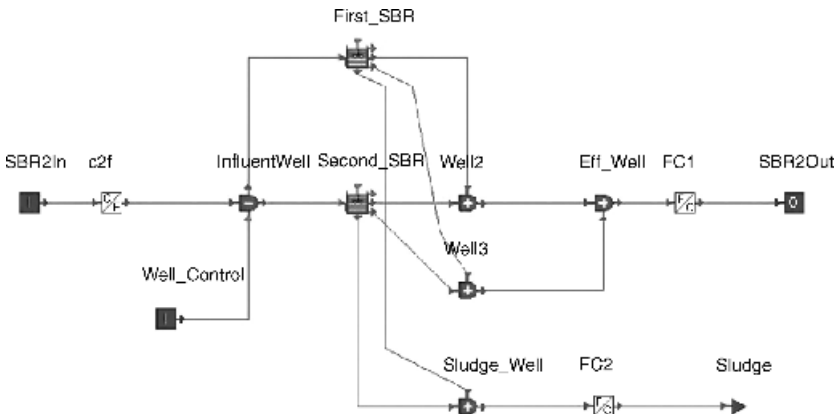 First_SBR
SBR2In c2f InfluentWell Second_SBR Well2 Eff_Well FC1 SBR2Out
C/F F/C O
Well3
Well_Control
Sludge_Well FC2 Sludge
F/C